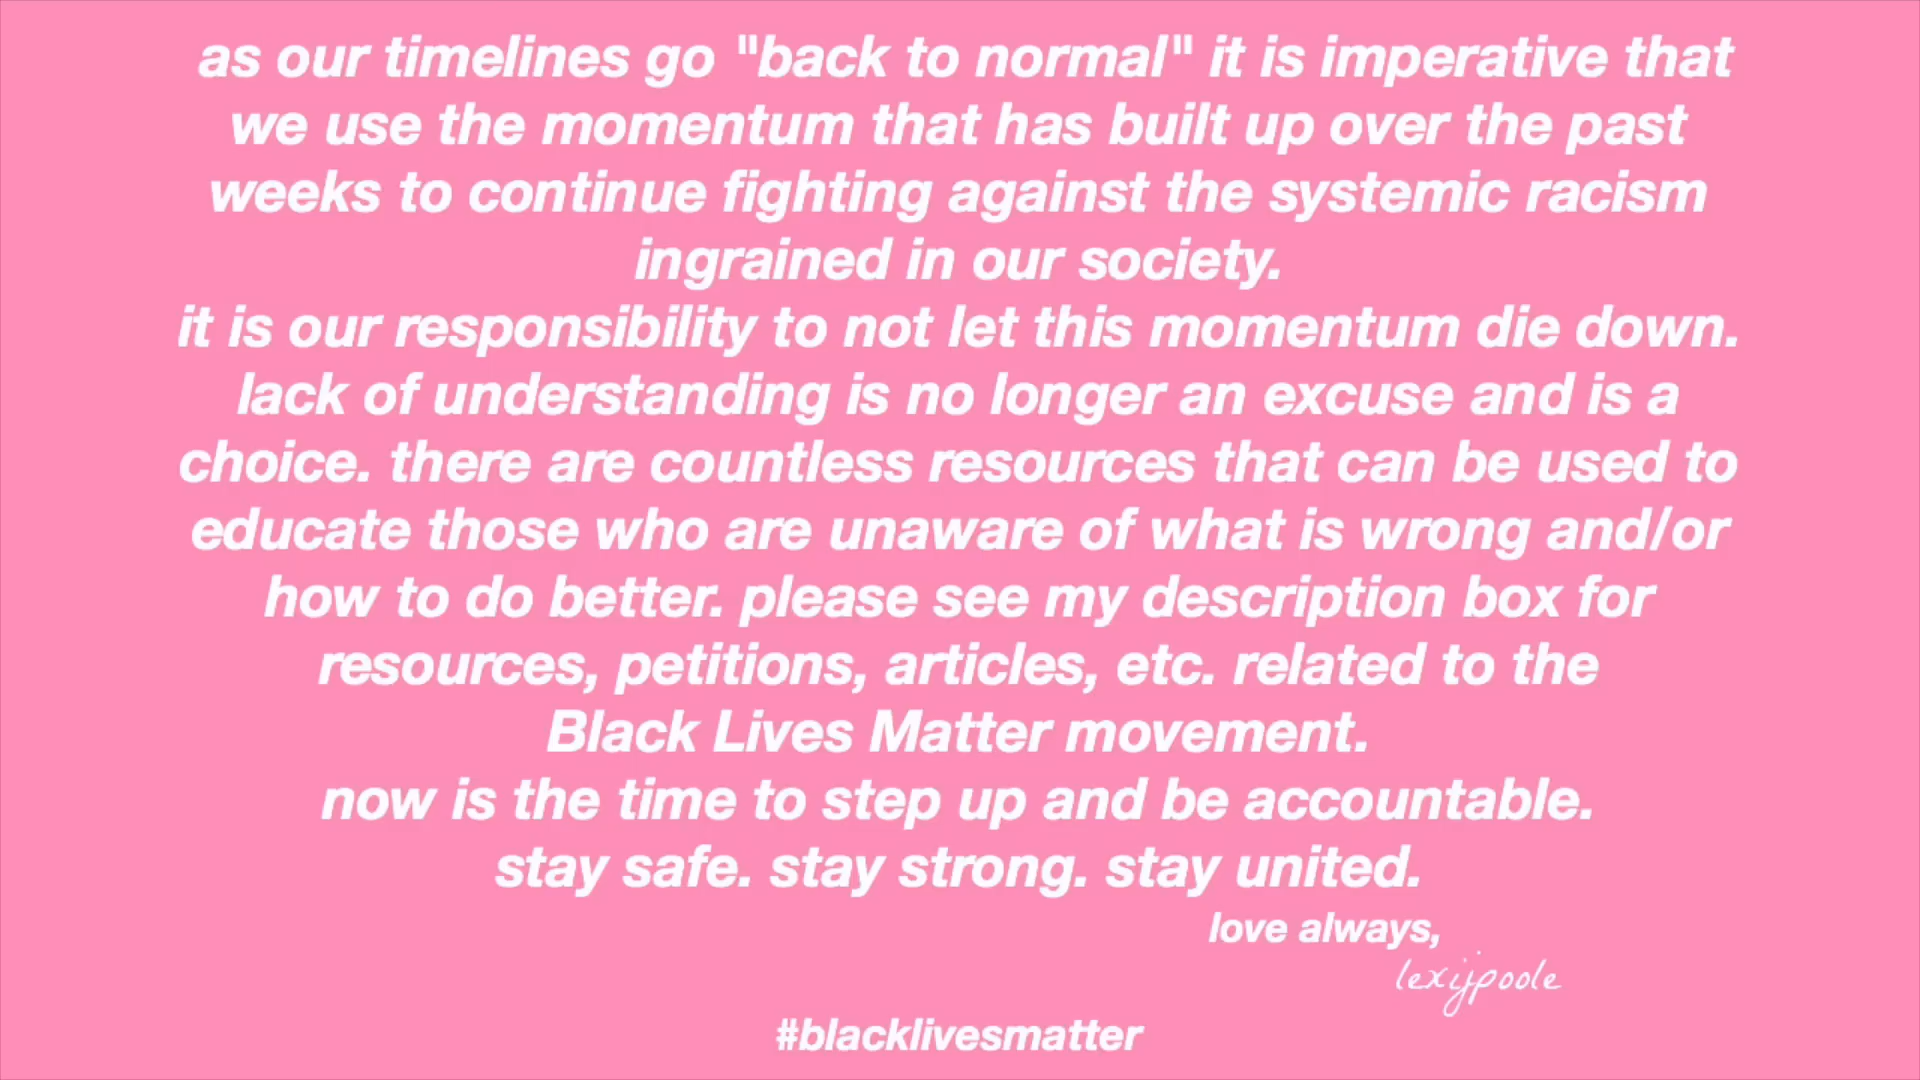 as our timelines go "back to normal" it is imperative that
we use the momentum that has built up over the past
weeks to continue fighting against the systemic racism
ingrained in our society.
it is our responsibility to not let this momentum die down.
lack of understanding is no longer an excuse and is a
choice. there are countless resources that can be used to
educate those who are unaware of what is wrong and/or
how to do better. please see my description box for
resources, petitions, articles, etc. related to the
Black Lives Matter movement.
now is the time to step up and be accountable.
stay safe. stay strong. stay united.
love always,
lexijpoole
#blacklivesmatter